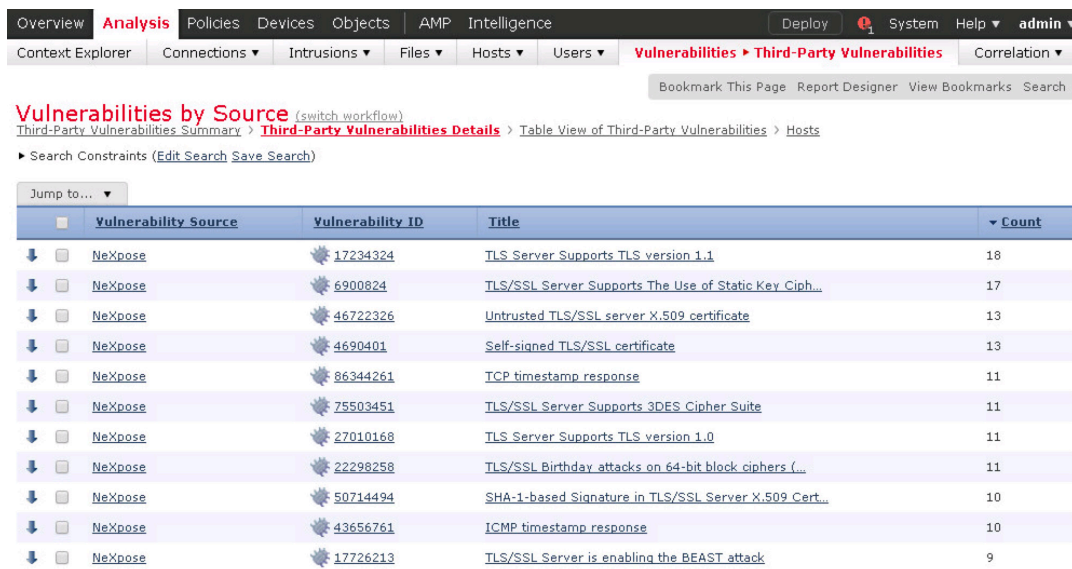 Overview Analysis Policies Devices Objects AMP Intelligence Deploy 1 System Help ▾ admin ▾
Context Explorer Connections ▾ Intrusions ▾ Files ▾ Hosts ▾ Users ▾ Vulnerabilities ▸ Third-Party Vulnerabilities Correlation ▾
Bookmark This Page Report Designer View Bookmarks Search
Vulnerabilities by Source (switch workflow)
Third-Party Vulnerabilities Summary > Third-Party Vulnerabilities Details > Table View of Third-Party Vulnerabilities > Hosts
▸ Search Constraints (Edit Search Save Search)
Jump to... ▾
Vulnerability Source Vulnerability ID Title ▾ Count
NeXpose 17234324 TLS Server Supports TLS version 1.1 18
NeXpose 6900824 TLS/SSL Server Supports The Use of Static Key Ciph... 17
NeXpose 46722326 Untrusted TLS/SSL server X.509 certificate 13
NeXpose 4690401 Self-signed TLS/SSL certificate 13
NeXpose 86344261 TCP timestamp response 11
NeXpose 75503451 TLS/SSL Server Supports 3DES Cipher Suite 11
NeXpose 27010168 TLS Server Supports TLS version 1.0 11
NeXpose 22298258 TLS/SSL Birthday attacks on 64-bit block ciphers (... 11
NeXpose 50714494 SHA-1-based Signature in TLS/SSL Server X.509 Cert... 10
NeXpose 43656761 ICMP timestamp response 10
NeXpose 17726213 TLS/SSL Server is enabling the BEAST attack 9